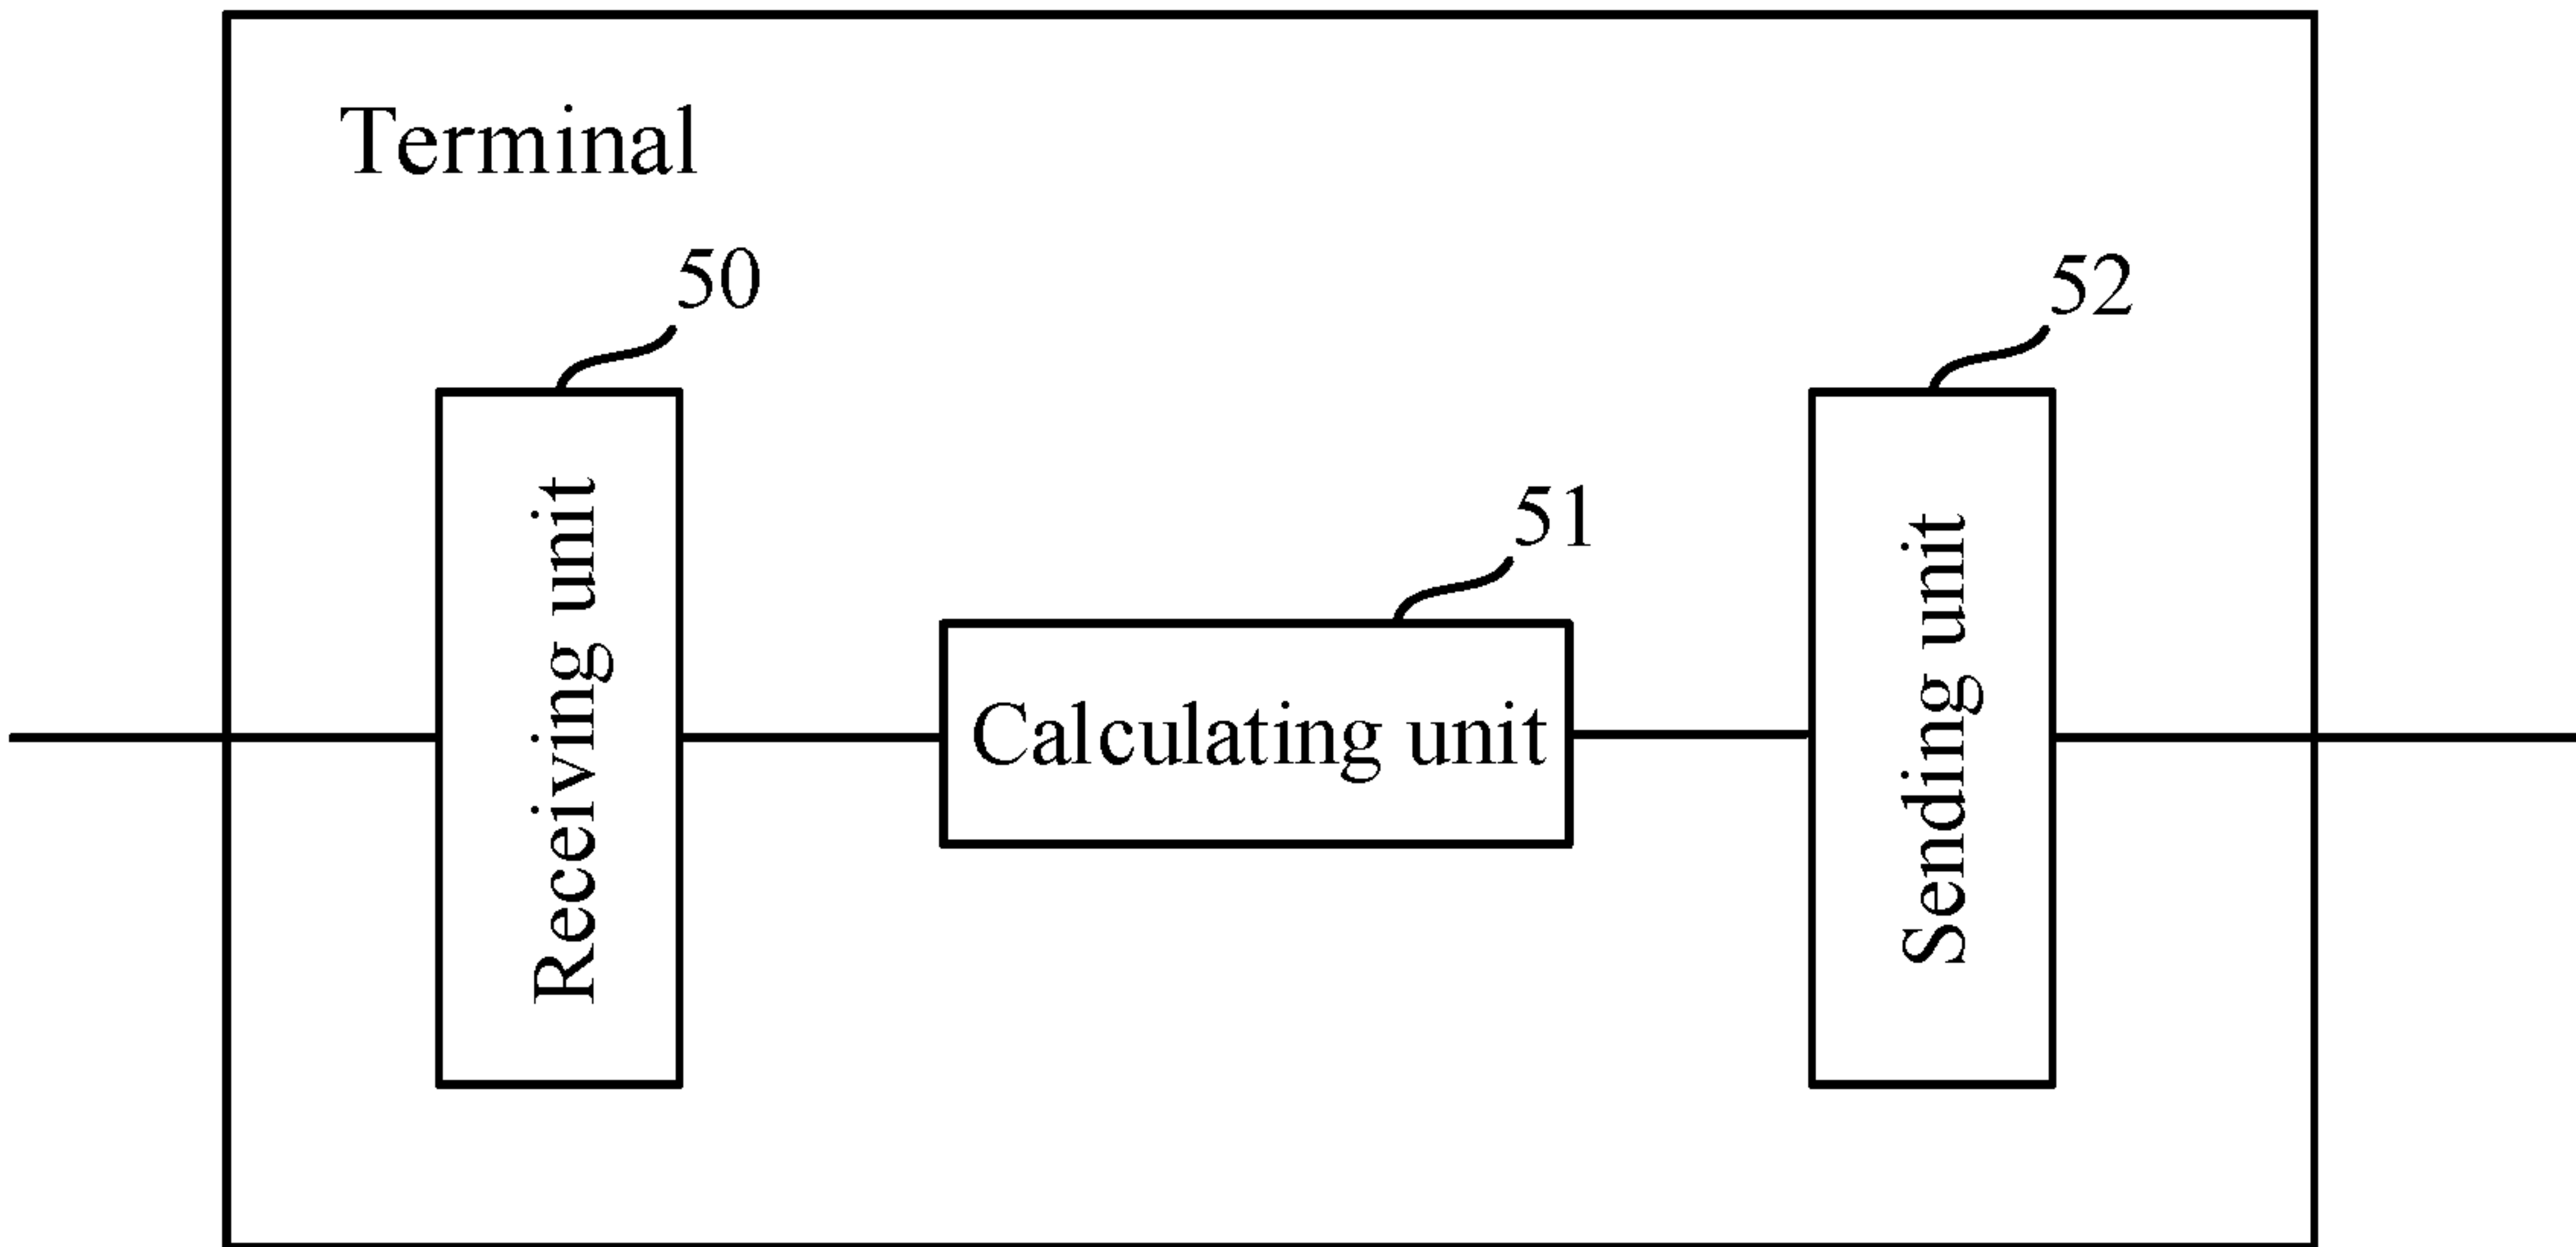 Terminal
50
Receiving unit
51
Calculating unit
52
Sending unit